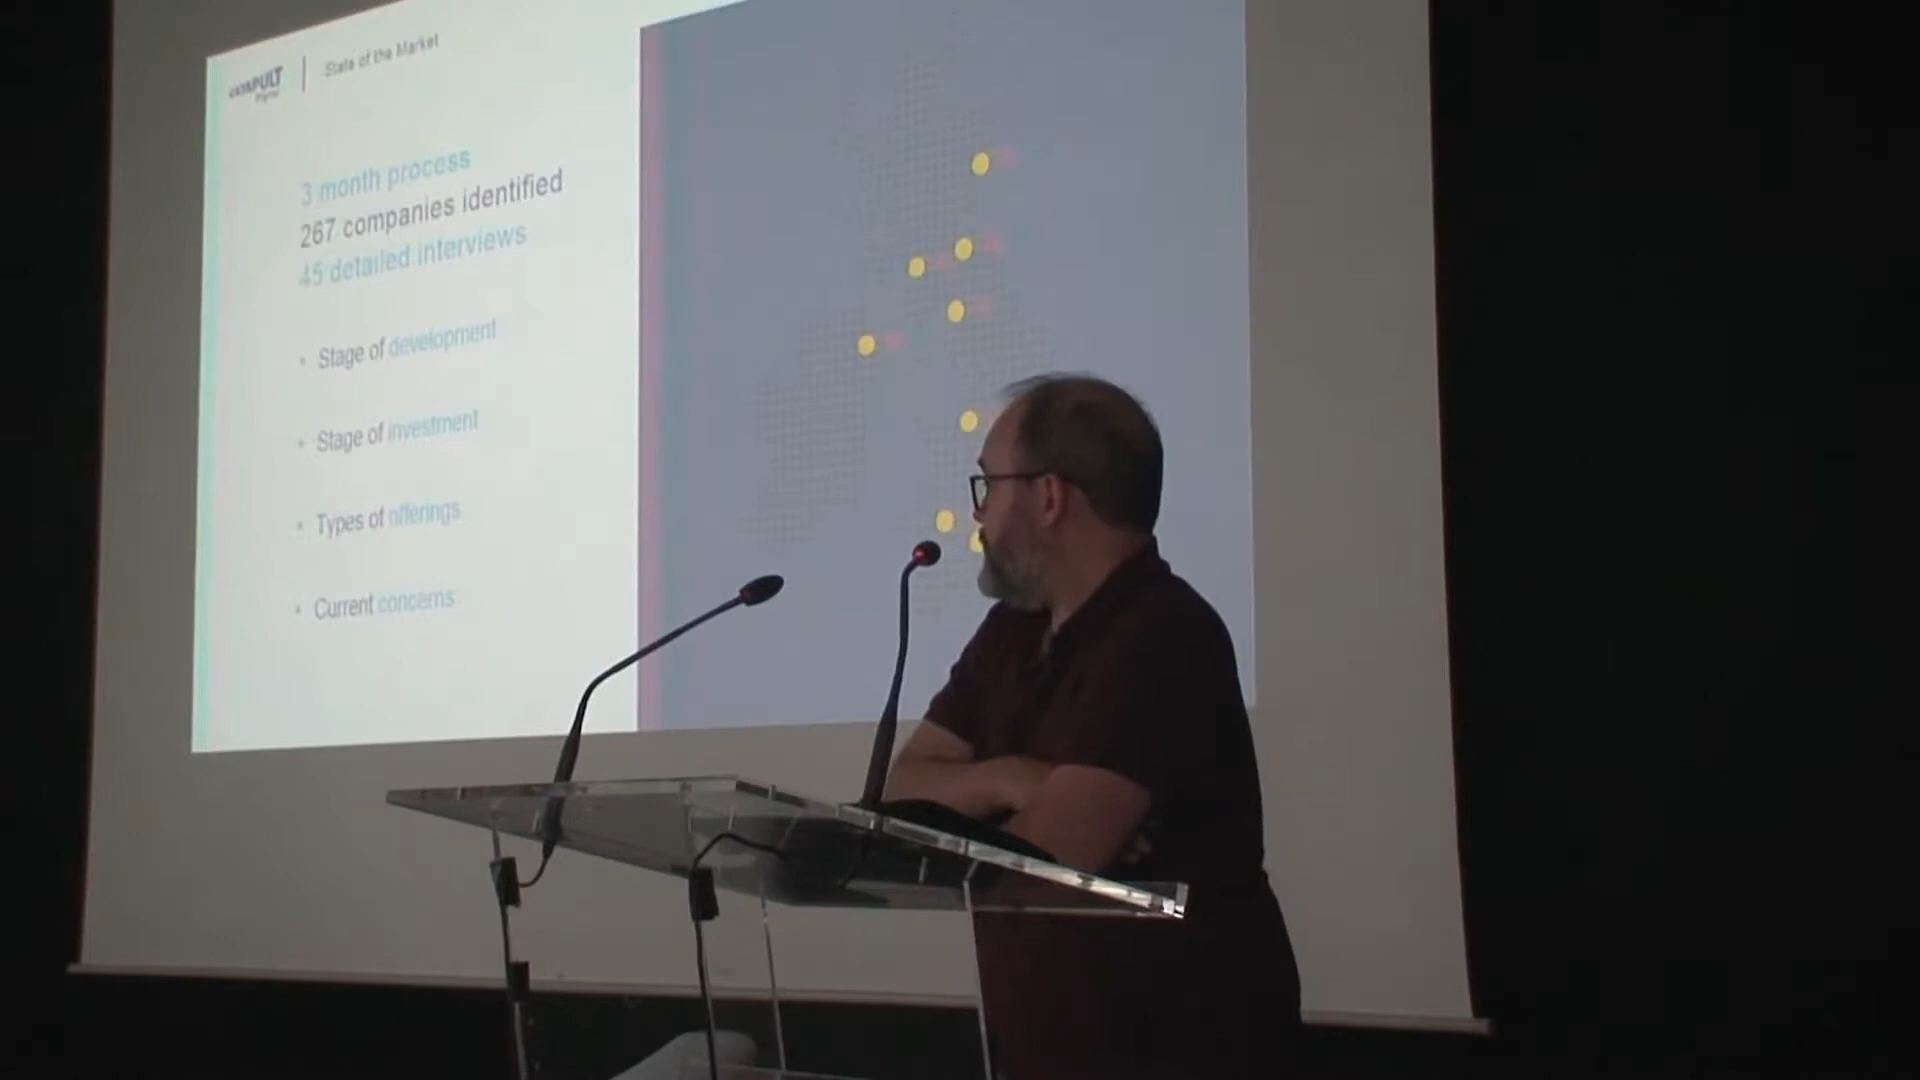 CATAPULT
Digital
State of the Market
3 month process
267 companies identified
45 detailed interviews
• Stage of development
• Stage of investment
• Types of offerings
• Current concerns